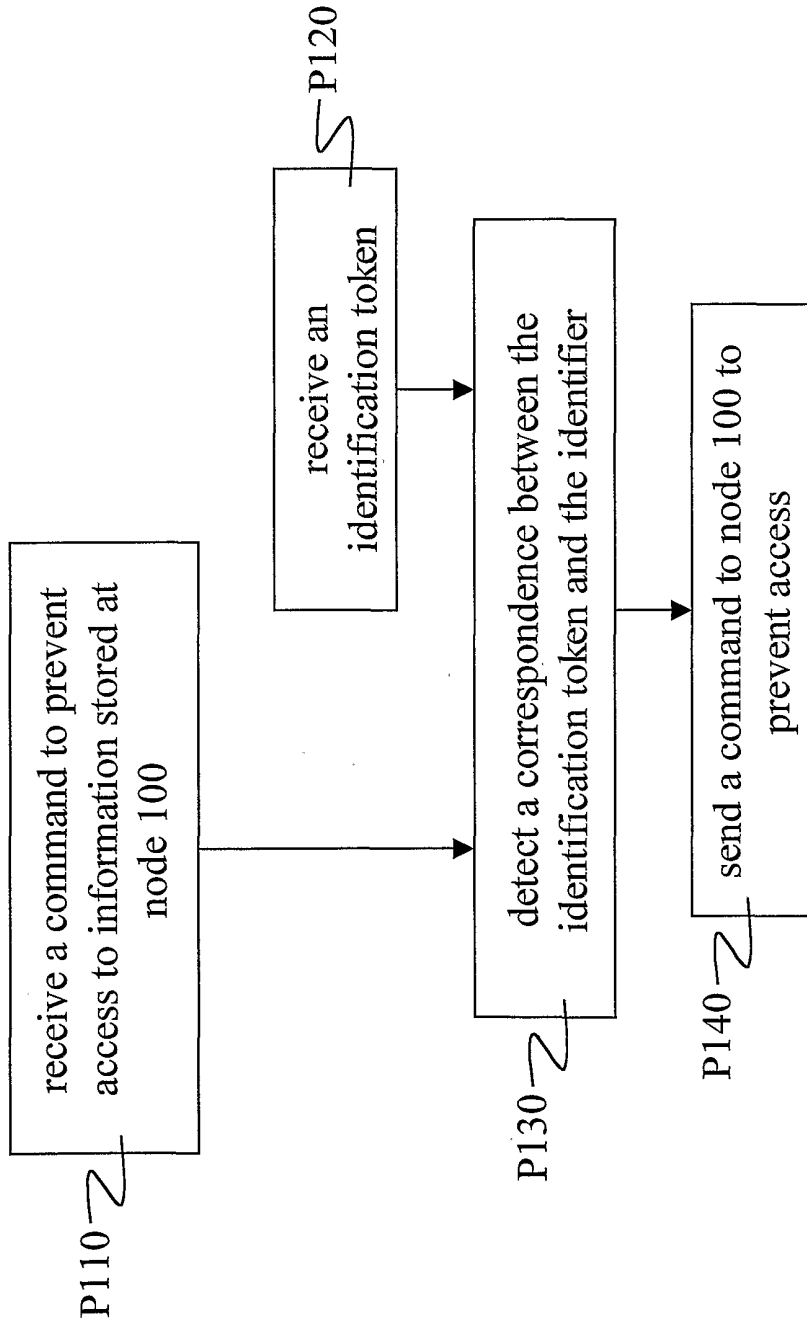 P110
receive a command to prevent
access to information stored at
node 100
P120
receive an
identification token
P130
detect a correspondence between the
identification token and the identifier
P140
send a command to node 100 to
prevent access